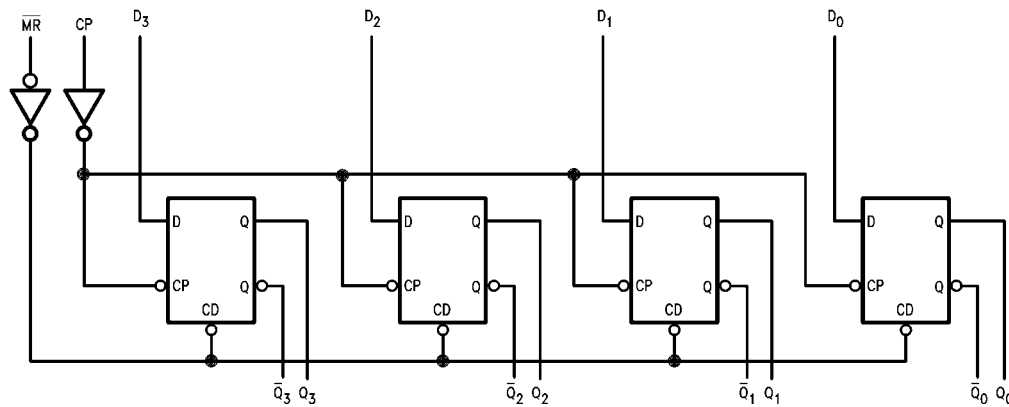 M̅R̅ CP D3 D2 D1 D0
D Q D Q D Q D Q
CP Q CP Q CP Q CP Q
CD CD CD CD
Q̅3 Q3 Q̅2 Q2 Q̅1 Q1 Q̅0 Q0